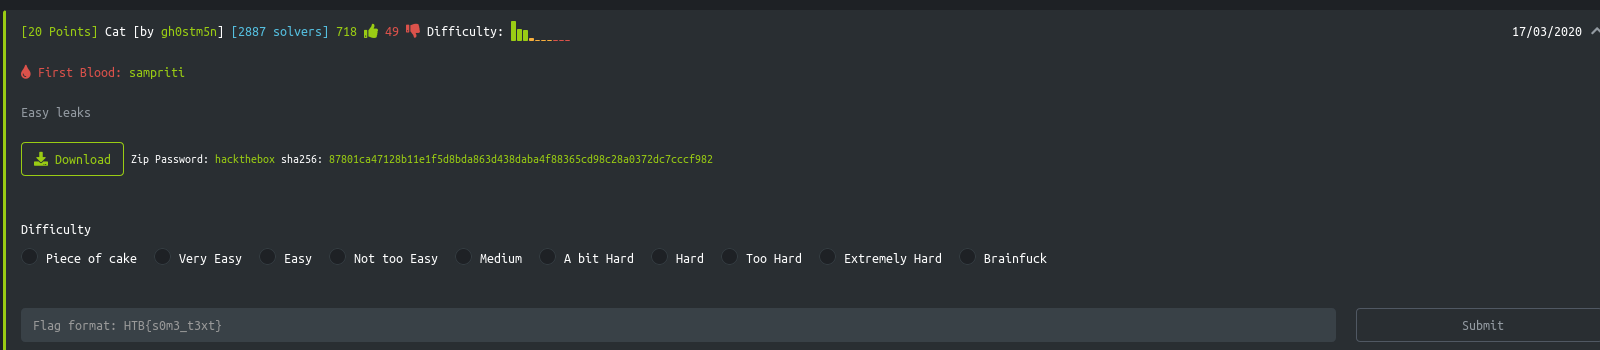 [20 Points] Cat [by gh0stm5n] [2887 solvers] 718 49 Difficulty: 17/03/2020
First Blood: sampriti
Easy leaks
Download Zip Password: hackthebox sha256: 87801ca47128b11e1f5d8bda863d438daba4f88365cd98c28a0372dc7cccf982
Difficulty
Piece of cake Very Easy Easy Not too Easy Medium A bit Hard Hard Too Hard Extremely Hard Brainfuck
Flag format: HTB{s0m3_t3xt} Submit